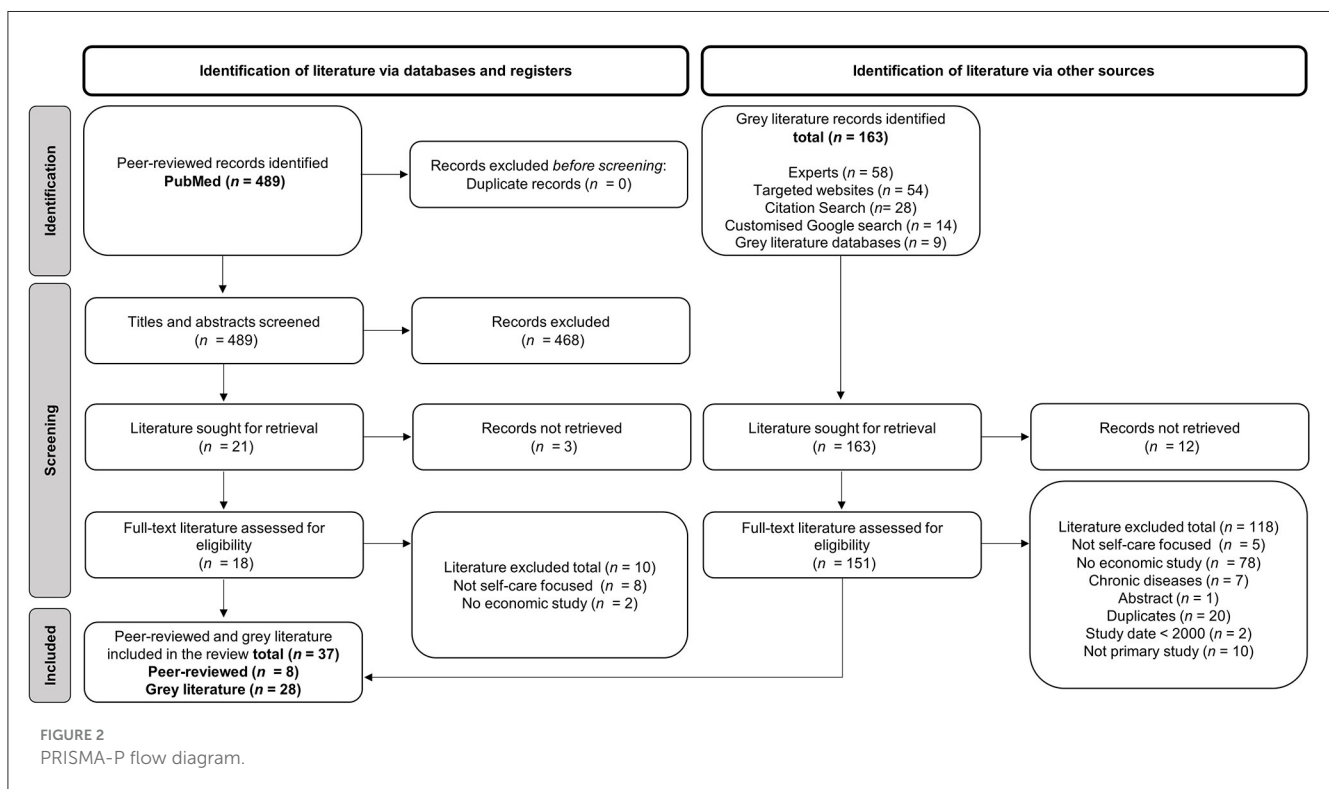 Identification of literature via databases and registers
Identification of literature via other sources
Identification
Peer-reviewed records identified
PubMed (n = 489)
Records excluded before screening:
Duplicate records (n = 0)
Grey literature records identified
total (n = 163)
Experts (n = 58)
Targeted websites (n = 54)
Citation Search (n= 28)
Customised Google search (n = 14)
Grey literature databases (n = 9)
Screening
Titles and abstracts screened
(n = 489)
Records excluded
(n = 468)
Literature sought for retrieval
(n = 21)
Records not retrieved
(n = 3)
Literature sought for retrieval
(n = 163)
Records not retrieved
(n = 12)
Full-text literature assessed for
eligibility
(n = 18)
Literature excluded total (n = 10)
Not self-care focused (n = 8)
No economic study (n = 2)
Full-text literature assessed for
eligibility
(n = 151)
Literature excluded total (n = 118)
Not self-care focused (n = 5)
No economic study (n = 78)
Chronic diseases (n = 7)
Abstract (n = 1)
Duplicates (n = 20)
Study date < 2000 (n = 2)
Not primary study (n = 10)
Included
Peer-reviewed and grey literature
included in the review total (n = 37)
Peer-reviewed (n = 8)
Grey literature (n = 28)
FIGURE 2
PRISMA-P flow diagram.